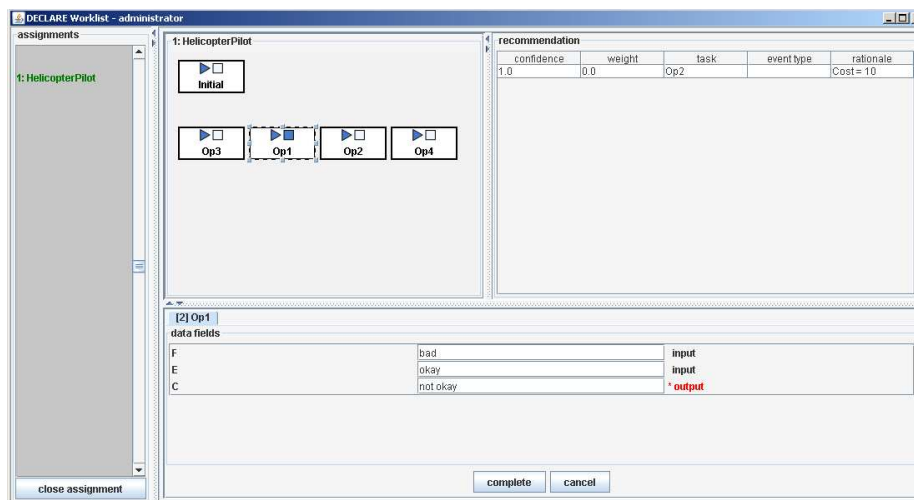 DECLARE Worklist - administrator
assignments
1: HelicopterPilot
close assignment
1: HelicopterPilot
Initial
Op3 Op1 Op2 Op4
recommendation
confidence weight task event type rationale
1.0 0.0 Op2 Cost = 10
[2] Op1
data fields
F bad input
E okay input
C not okay * output
complete cancel